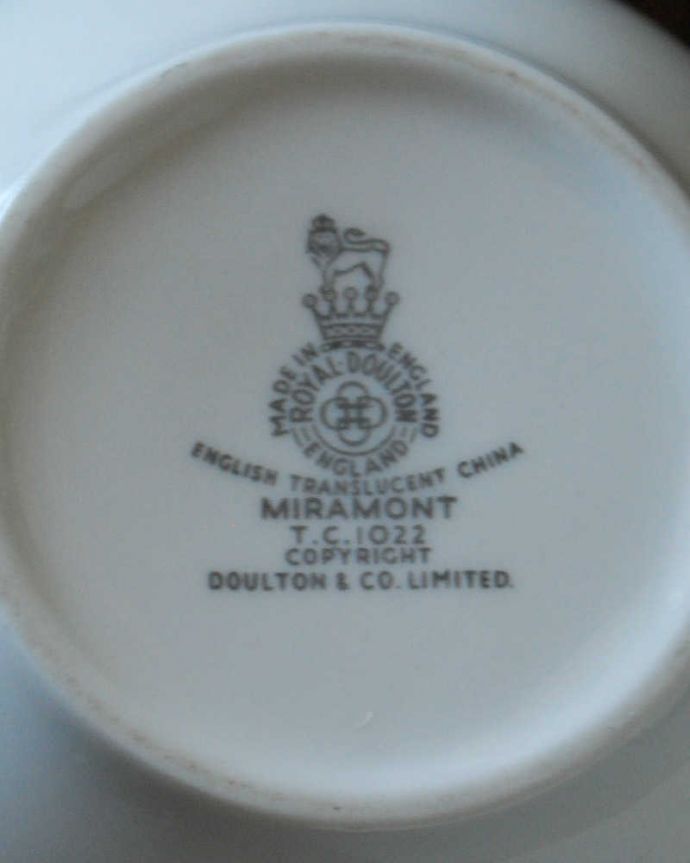 MADE IN ENGLAND
ROYAL·DOULTON
ENGLAND
ENGLISH TRANSLUCENT CHINA
MIRAMONT
T.C.1022
COPYRIGHT
DOULTON & CO. LIMITED.